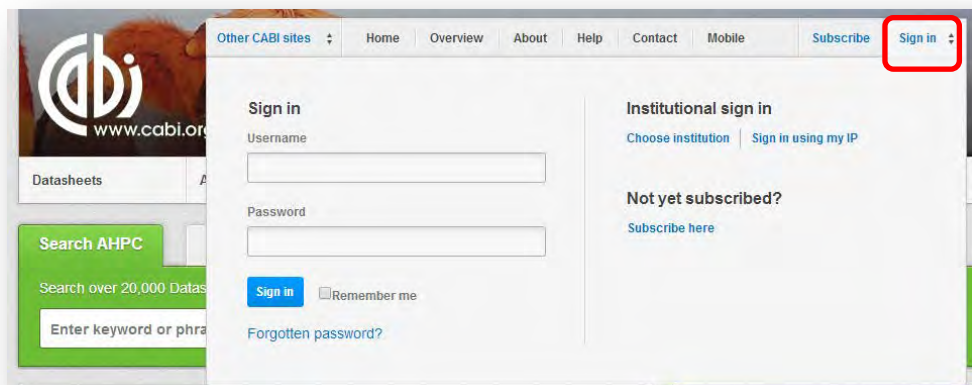 Other CABI sites Home Overview About Help Contact Mobile Subscribe Sign in
cabi
www.cabi.or
Sign in
Username
Password
Sign in Remember me
Forgotten password?
Institutional sign in
Choose institution Sign in using my IP
Not yet subscribed?
Subscribe here
Datasheets A
Search AHPC
Search over 20,000 Datas
Enter keyword or phra